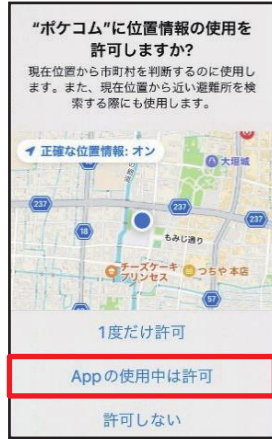 “ポケコム”に位置情報の使用を
許可しますか?
現在位置から市町村を判断するのに使用し
ます。また、現在位置から近い避難所を検
索する際にも使用します。
正確な位置情報: オン
大垣城
237
237
237
18
もみじ通り
チーズケーキ
プリンセス
つちや 本店
57
1度だけ許可
Appの使用中は許可
許可しない